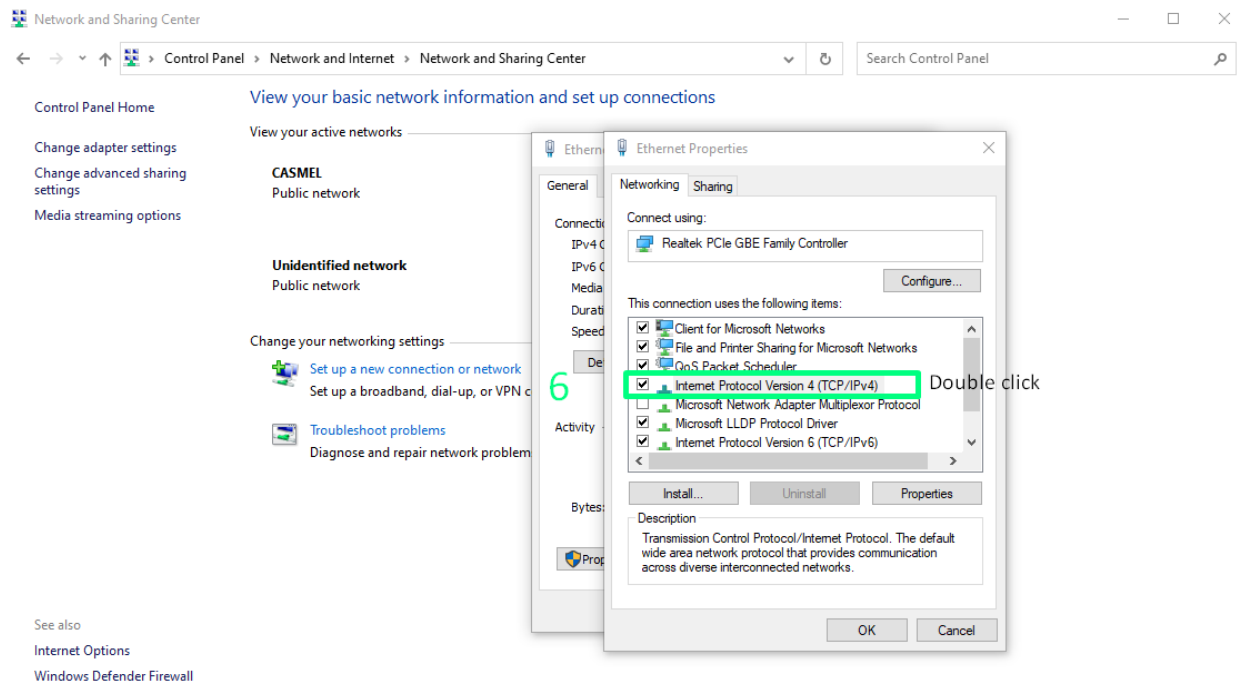 Network and Sharing Center
Control Panel > Network and Internet > Network and Sharing Center
Search Control Panel
Control Panel Home
Change adapter settings
Change advanced sharing
settings
Media streaming options
View your basic network information and set up connections
View your active networks
CASMEL
Public network
Unidentified network
Public network
Change your networking settings
Set up a new connection or network
Set up a broadband, dial-up, or VPN c
Troubleshoot problems
Diagnose and repair network problem
See also
Internet Options
Windows Defender Firewall
Ethern
General
Connectio
IPv4 C
IPv6 C
Media
Durati
Speed
De
6
Activity
Bytes:
Prop
Ethernet Properties
Networking Sharing
Connect using:
Realtek PCIe GBE Family Controller
Configure...
This connection uses the following items:
Client for Microsoft Networks
File and Printer Sharing for Microsoft Networks
QoS Packet Scheduler
Internet Protocol Version 4 (TCP/IPv4)
Double click
Microsoft Network Adapter Multiplexor Protocol
Microsoft LLDP Protocol Driver
Internet Protocol Version 6 (TCP/IPv6)
Install... Uninstall Properties
Description
Transmission Control Protocol/Internet Protocol. The default
wide area network protocol that provides communication
across diverse interconnected networks.
OK Cancel